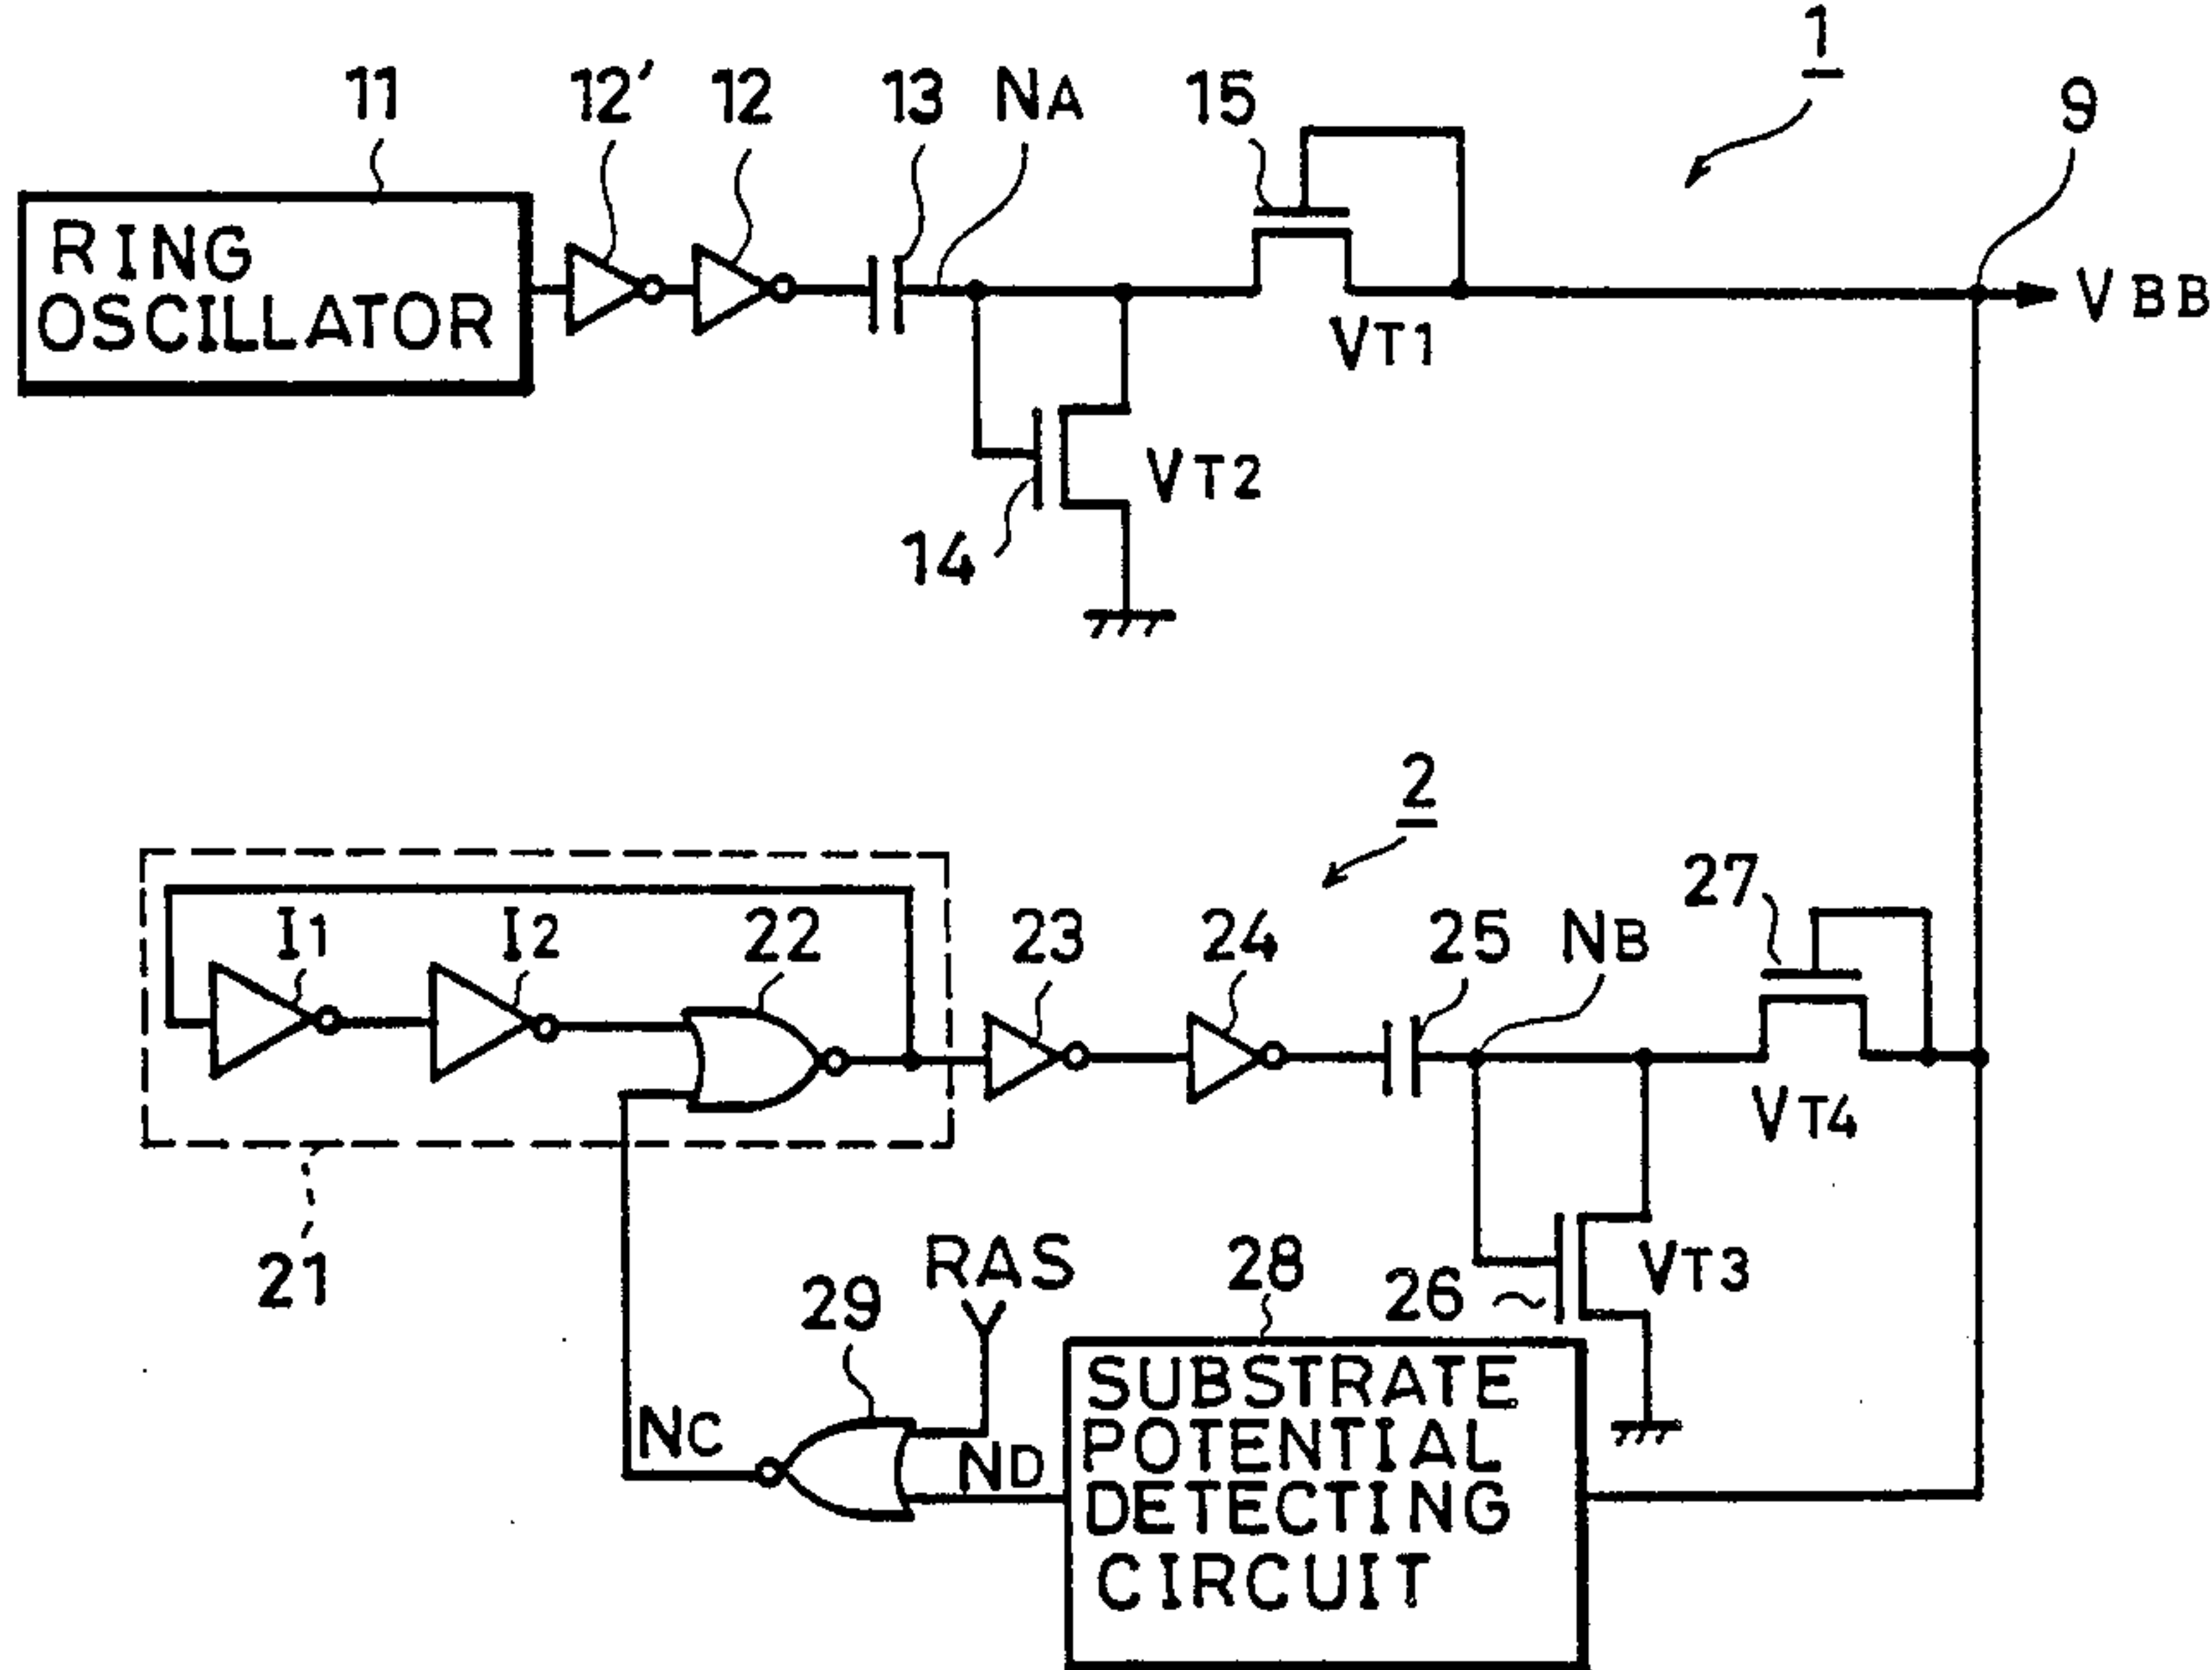 1
11
12'
12
13
NA
15
9
RING
OSCILLATOR
VBB
VT1
VT2
14
2
27
I1
I2
22
23
24
25
NB
VT4
21
29
RAS
28
26
VT3
NC
ND
SUBSTRATE
POTENTIAL
DETECTING
CIRCUIT